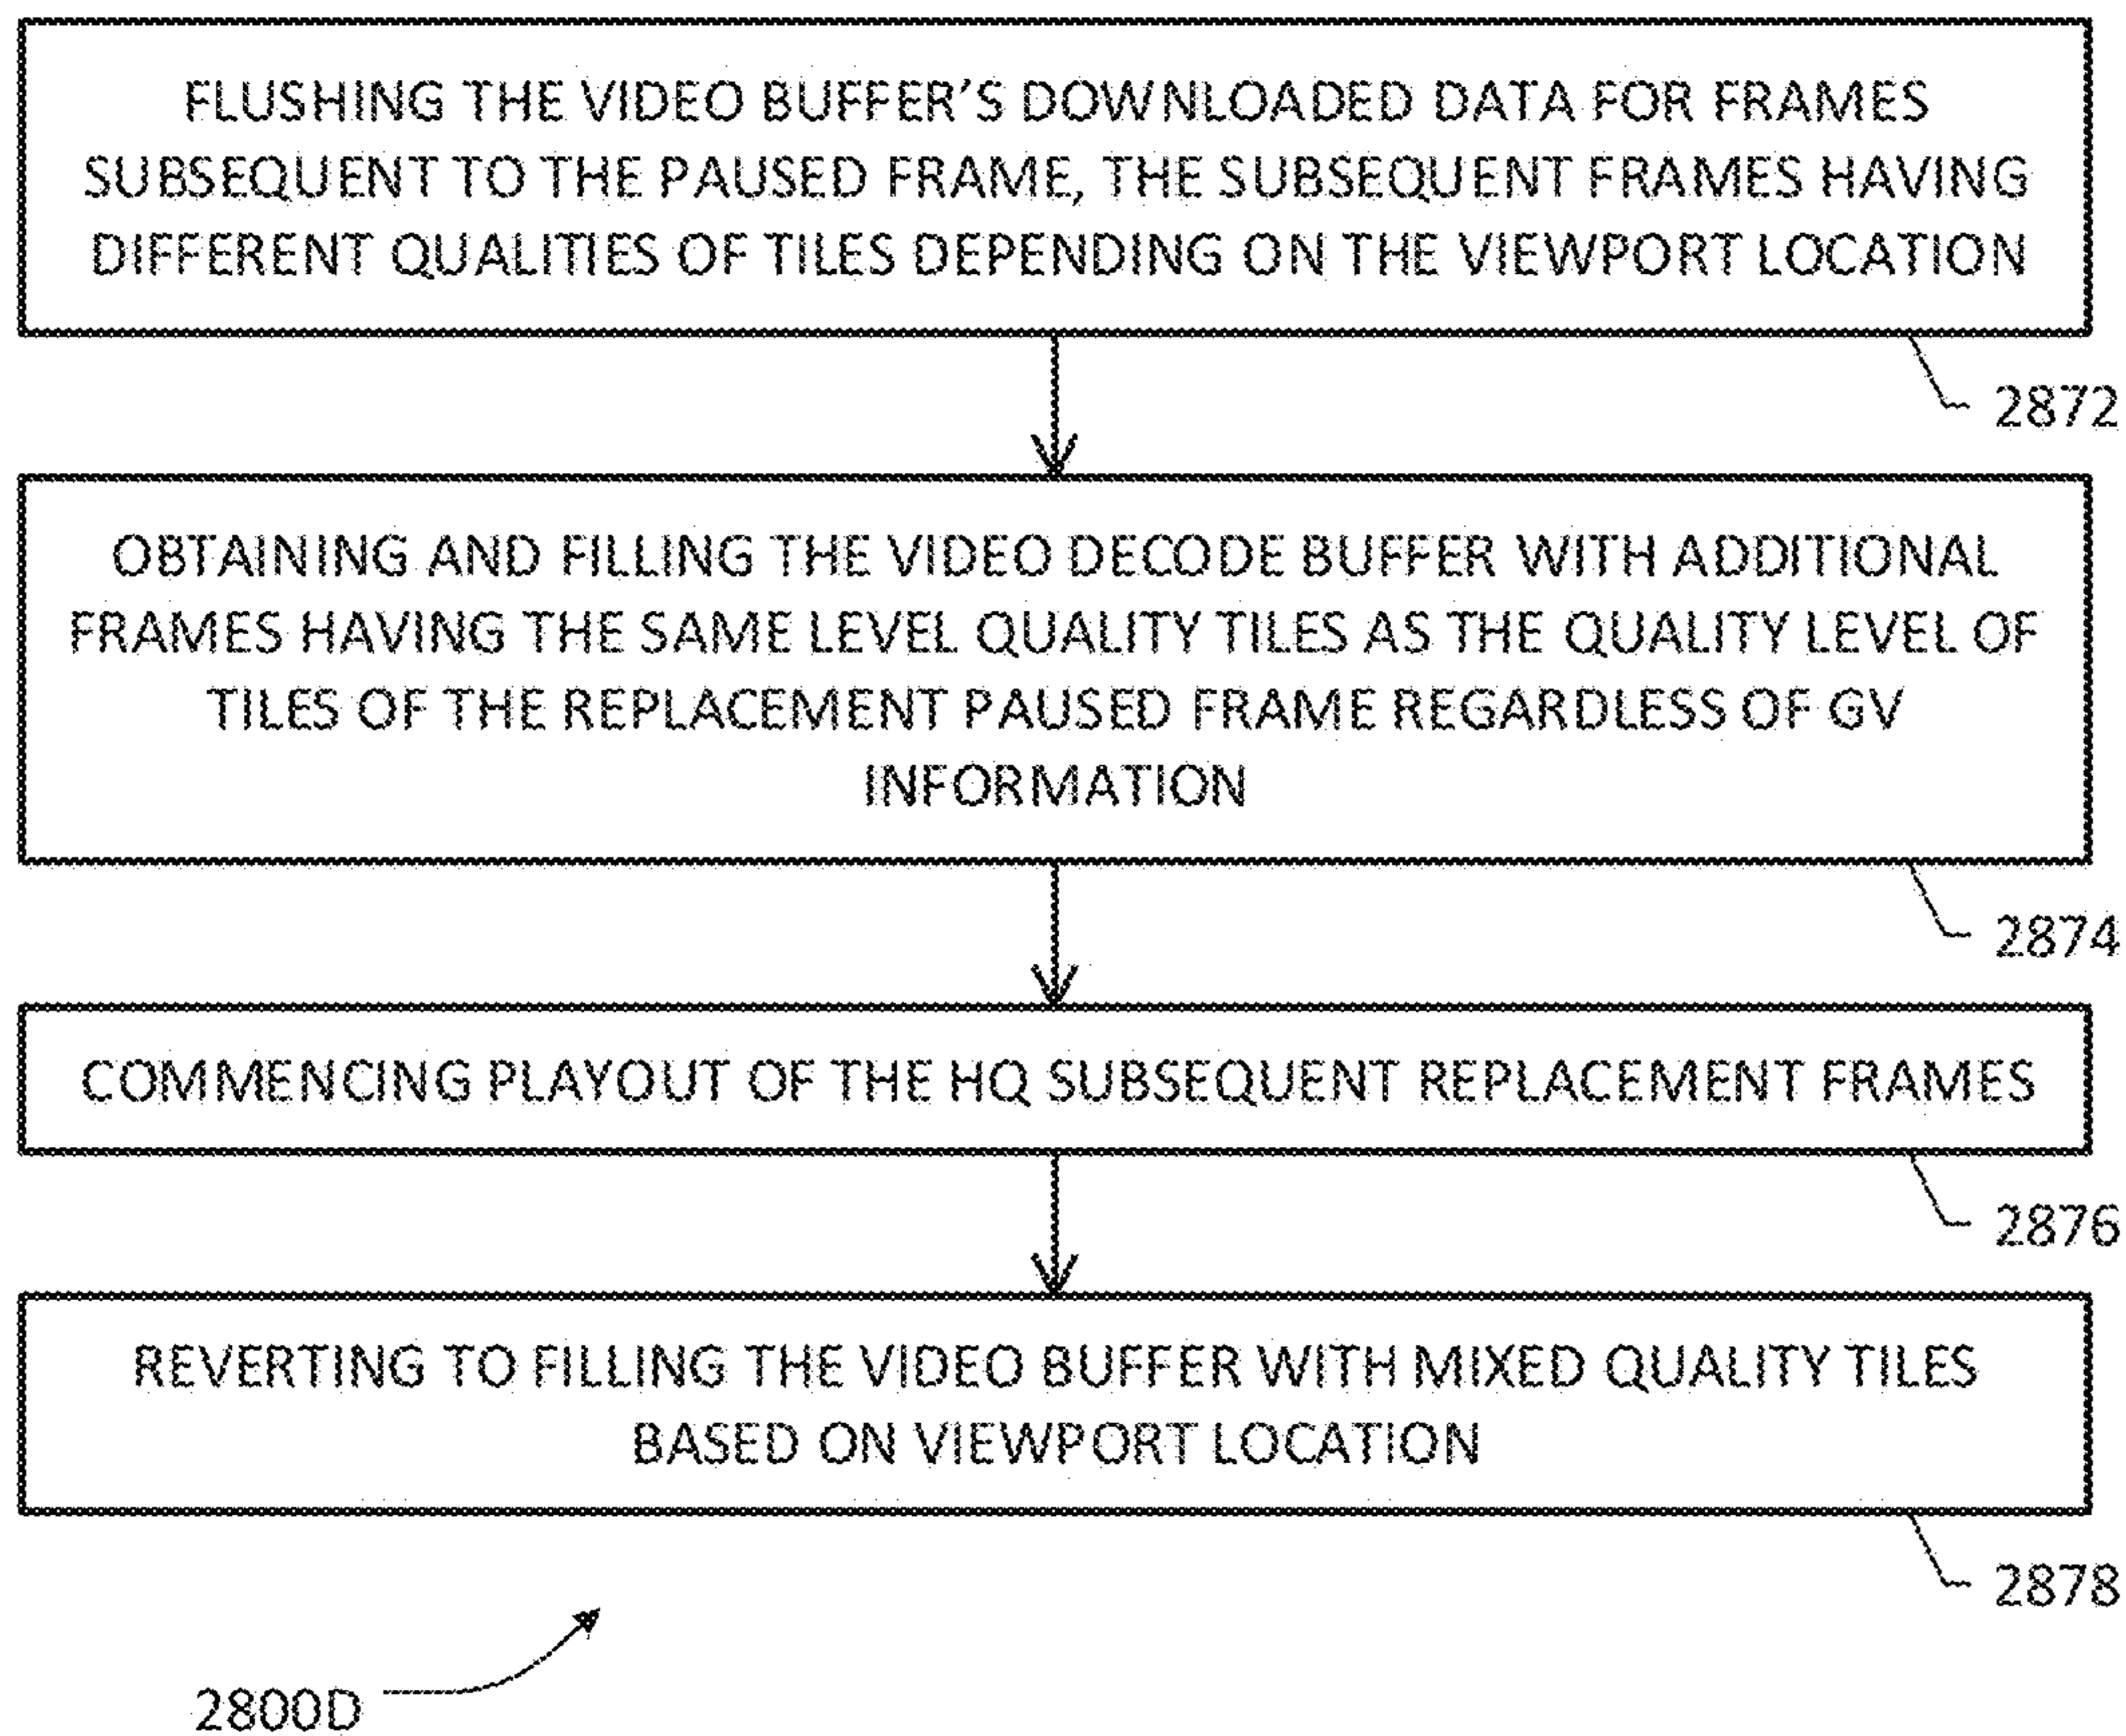 FLUSHING THE VIDEO BUFFER'S DOWNLOADED DATA FOR FRAMES
SUBSEQUENT TO THE PAUSED FRAME, THE SUBSEQUENT FRAMES HAVING
DIFFERENT QUALITIES OF TILES DEPENDING ON THE VIEWPORT LOCATION
2872
OBTAINING AND FILLING THE VIDEO DECODE BUFFER WITH ADDITIONAL
FRAMES HAVING THE SAME LEVEL QUALITY TILES AS THE QUALITY LEVEL OF
TILES OF THE REPLACEMENT PAUSED FRAME REGARDLESS OF GV
INFORMATION
2874
COMMENCING PLAYOUT OF THE HQ SUBSEQUENT REPLACEMENT FRAMES
2876
REVERTING TO FILLING THE VIDEO BUFFER WITH MIXED QUALITY TILES
BASED ON VIEWPORT LOCATION
2878
2800D